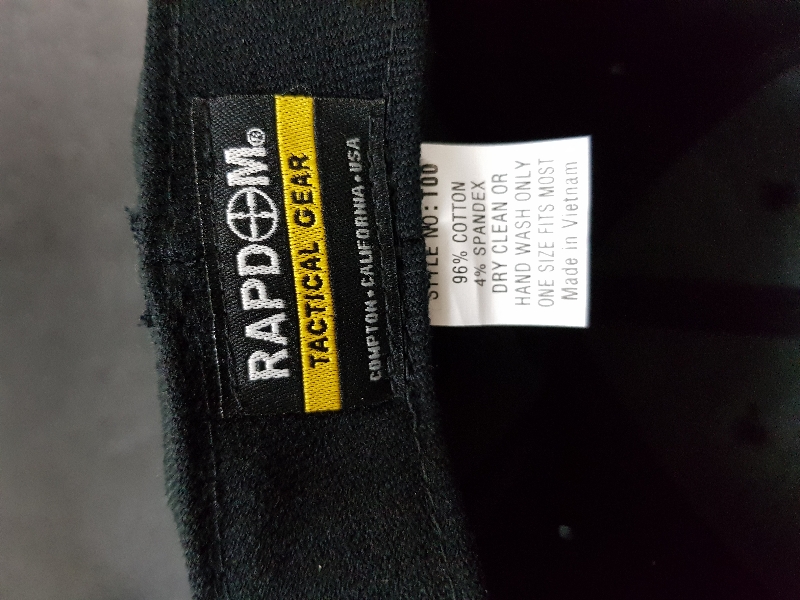 RAPDOM®
TACTICAL GEAR
COMPTON•CALIFORNIA•USA
STYLE NO: T00
96% COTTON
4% SPANDEX
DRY CLEAN OR
HAND WASH ONLY
ONE SIZE FITS MOST
Made In Vietnam